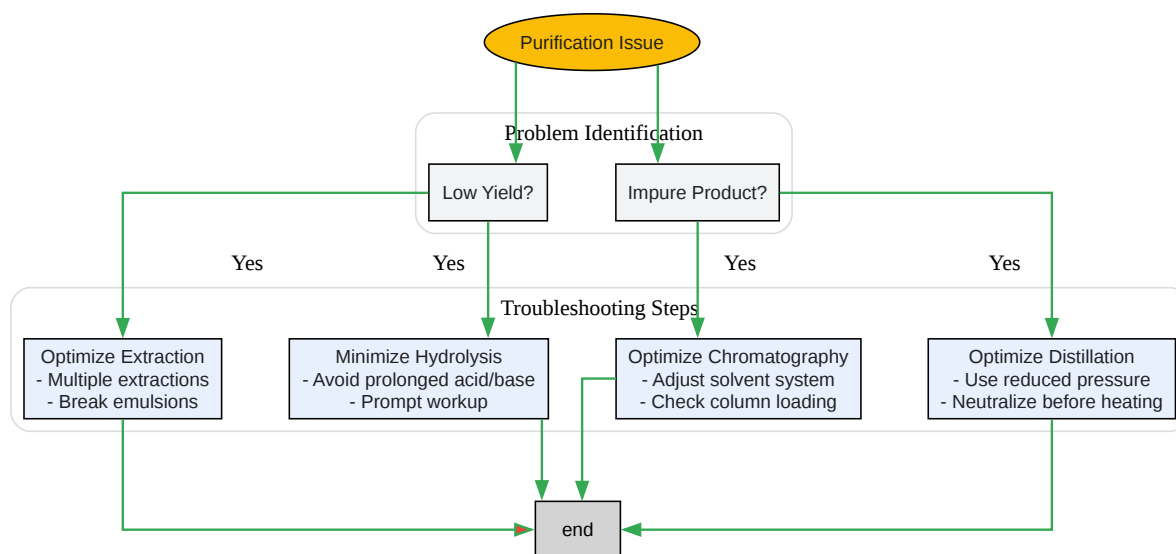 Purification Issue
Problem Identification
Low Yield?
Impure Product?
Yes
Yes
Yes
Yes
Troubleshooting Steps
Optimize Extraction
- Multiple extractions
- Break emulsions
Minimize Hydrolysis
- Avoid prolonged acid/base
- Prompt workup
Optimize Chromatography
- Adjust solvent system
- Check column loading
Optimize Distillation
- Use reduced pressure
- Neutralize before heating
end